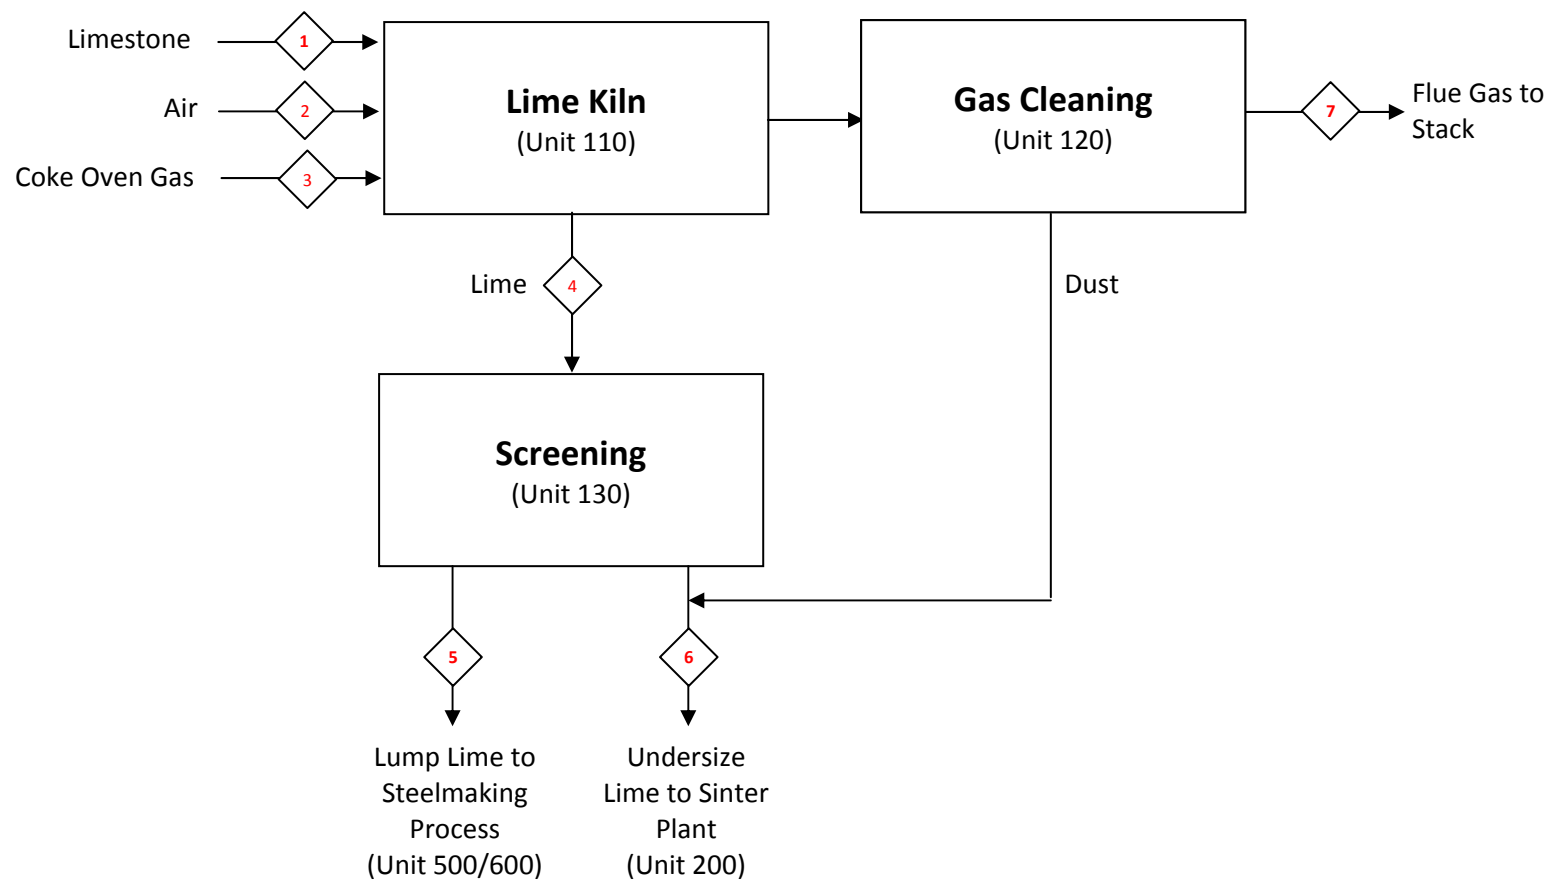 Limestone
1
Air
2
Coke Oven Gas
3
Lime Kiln
(Unit 110)
Gas Cleaning
(Unit 120)
7
Flue Gas to
Stack
Lime
4
Dust
Screening
(Unit 130)
5
6
Lump Lime to
Steelmaking
Process
(Unit 500/600)
Undersize
Lime to Sinter
Plant
(Unit 200)